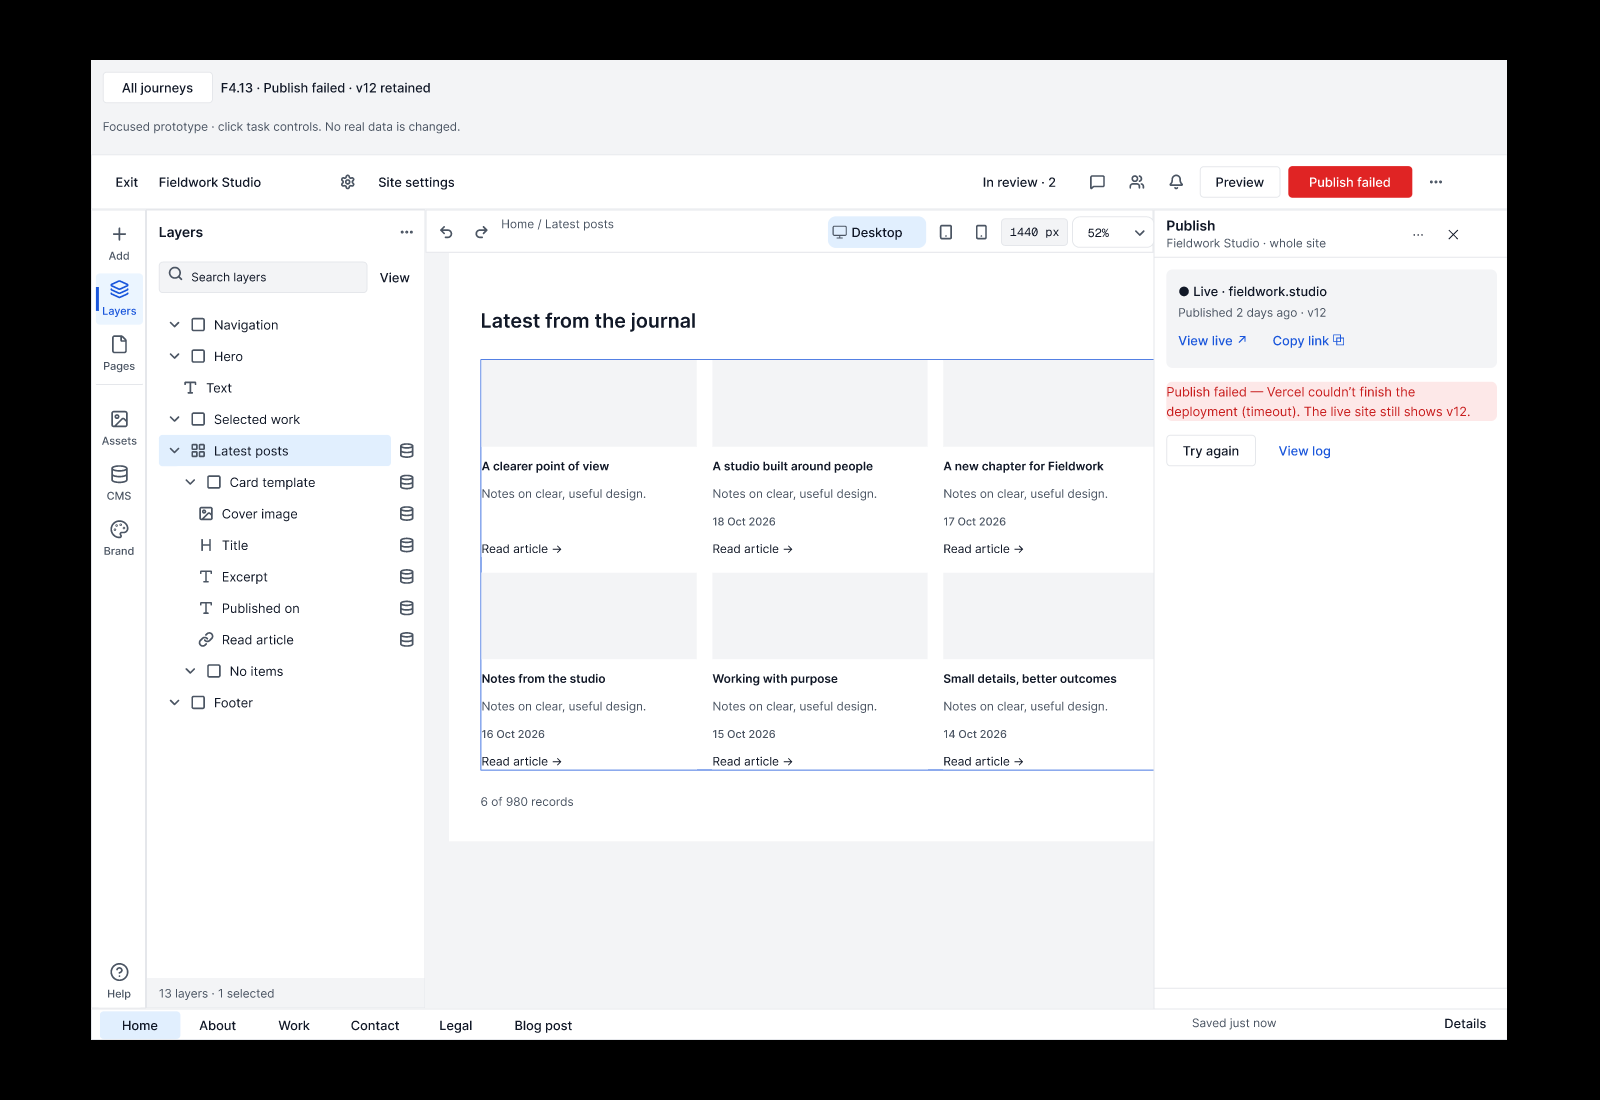 All journeys
F4.13 · Publish failed · v12 retained
Focused prototype · click task controls. No real data is changed.
Exit
Fieldwork Studio
Site settings
In review · 2
Preview
Publish failed
Add
Layers
Pages
Assets
CMS
Brand
Help
Layers
Search layers
View
Navigation
Hero
Text
Selected work
Latest posts
Card template
Cover image
Title
Excerpt
Published on
Read article
No items
Footer
13 layers · 1 selected
Home / Latest posts
Desktop
1440 px
52%
Latest from the journal
A clearer point of view
Notes on clear, useful design.
Read article →
A studio built around people
Notes on clear, useful design.
18 Oct 2026
Read article →
A new chapter for Fieldwork
Notes on clear, useful design.
17 Oct 2026
Read article →
Notes from the studio
Notes on clear, useful design.
16 Oct 2026
Read article →
Working with purpose
Notes on clear, useful design.
15 Oct 2026
Read article →
Small details, better outcomes
Notes on clear, useful design.
14 Oct 2026
Read article →
6 of 980 records
Publish
Fieldwork Studio · whole site
Live · fieldwork.studio
Published 2 days ago · v12
View live ↗
Copy link
Publish failed — Vercel couldn’t finish the
deployment (timeout). The live site still shows v12.
Try again
View log
Home
About
Work
Contact
Legal
Blog post
Saved just now
Details